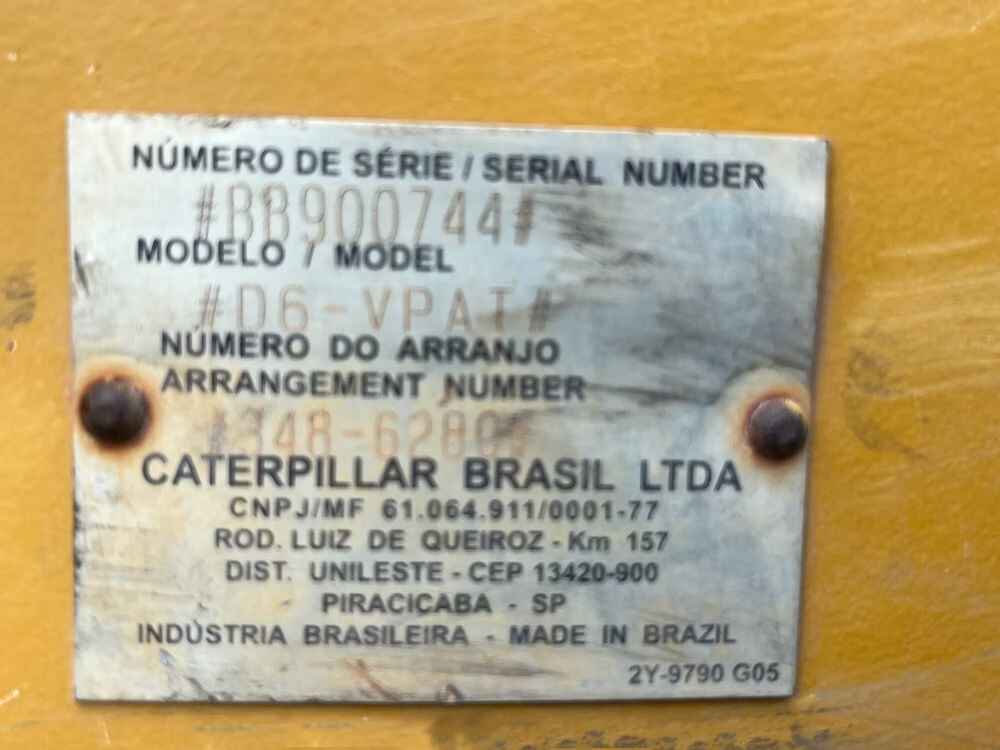 NÚMERO DE SÉRIE / SERIAL NUMBER
#BB900744#
MODELO / MODEL
#D6-VPAT#
NÚMERO DO ARRANJO
ARRANGEMENT NUMBER
CATERPILLAR BRASIL LTDA
CNPJ/MF 61.064.911/0001-77
ROD. LUIZ DE QUEIROZ - Km 157
DIST. UNILESTE - CEP 13420-900
PIRACICABA - SP
INDÚSTRIA BRASILEIRA - MADE IN BRAZIL
2Y-9790 G05